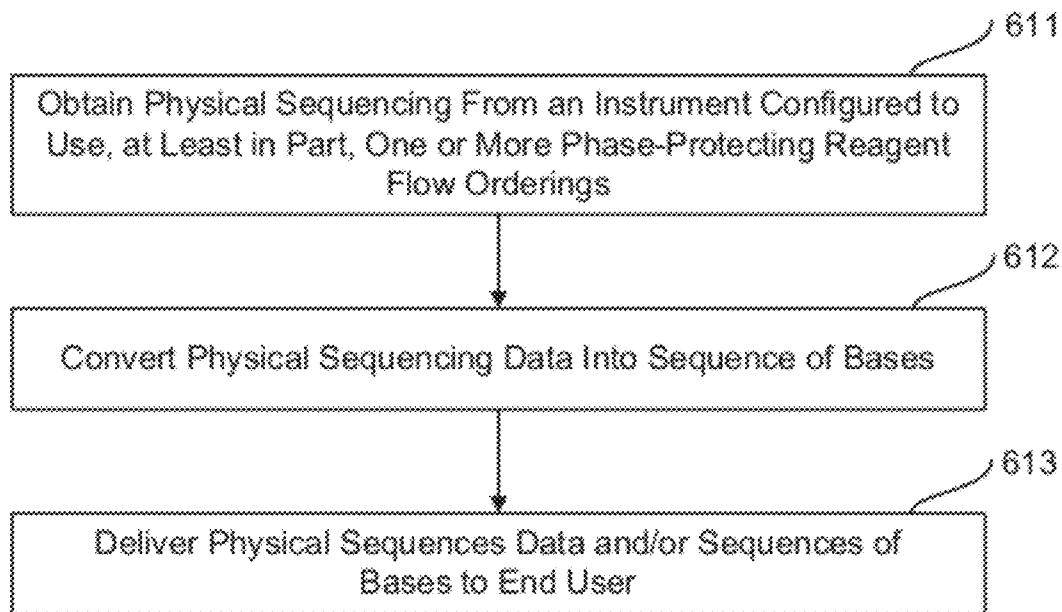 611
Obtain Physical Sequencing From an Instrument Configured to
Use, at Least in Part, One or More Phase-Protecting Reagent
Flow Orderings
612
Convert Physical Sequencing Data Into Sequence of Bases
613
Deliver Physical Sequences Data and/or Sequences of
Bases to End User